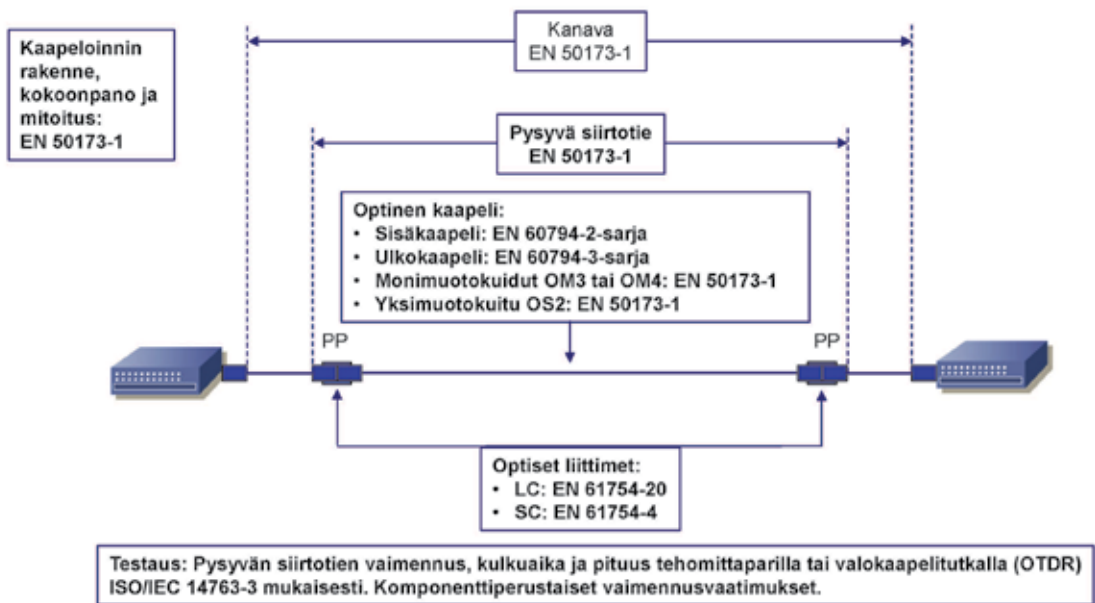 Kanava
EN 50173-1
Kaapeloinnin
rakenne,
kokoonpano ja
mitoitus:
EN 50173-1
Pysyvä siirtotie
EN 50173-1
Optinen kaapeli:
• Sisäkaapeli: EN 60794-2-sarja
• Ulkokaapeli: EN 60794-3-sarja
• Monimuotokuidut OM3 tai OM4: EN 50173-1
• Yksimuotokuitu OS2: EN 50173-1
PP
PP
Optiset liittimet:
• LC: EN 61754-20
• SC: EN 61754-4
Testaus: Pysyvän siirtotien vaimennus, kulkuaika ja pituus tehomittaparilla tai valokaapelitutkalla (OTDR)
ISO/IEC 14763-3 mukaisesti. Komponenttiperustaiset vaimennusvaatimukset.